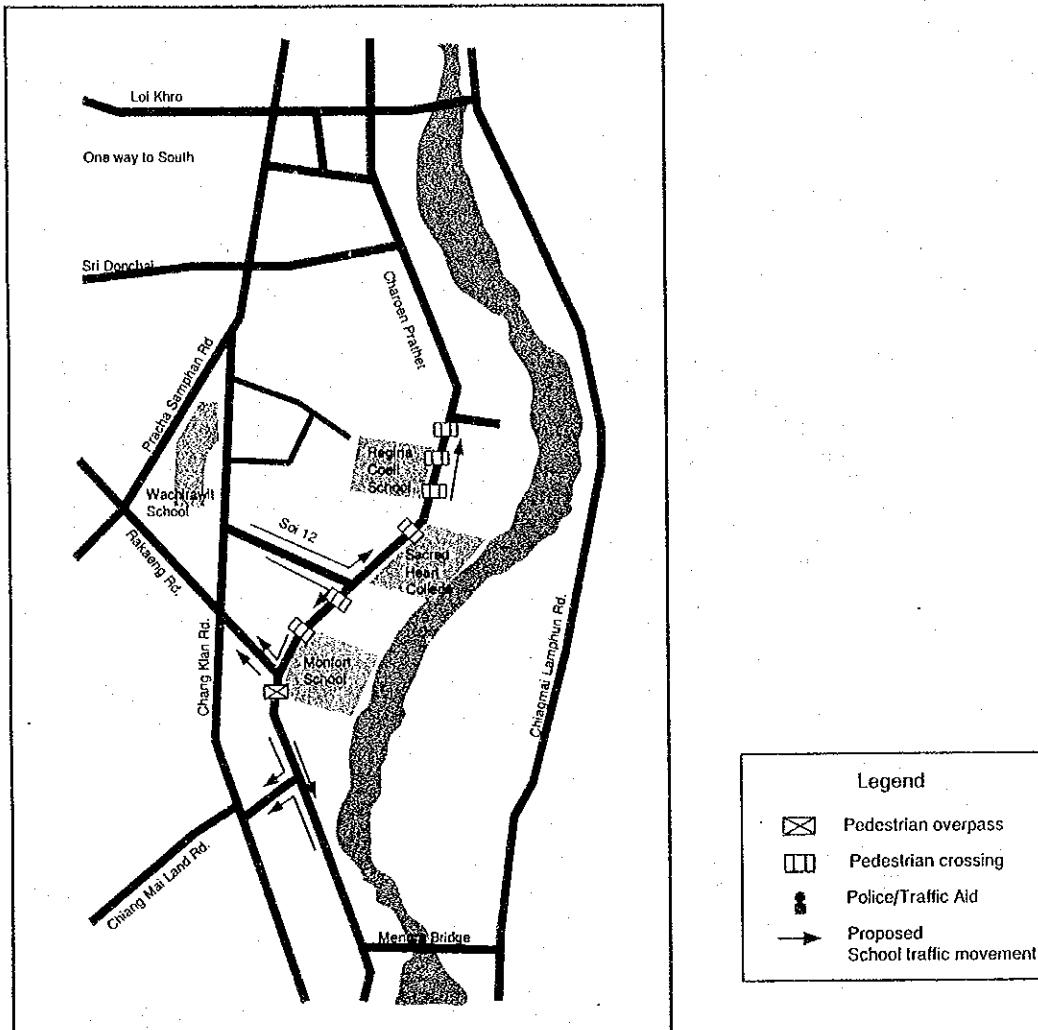 Loi Khro
One way to South
Sri Donchai
Charoen Prathet
Pracha Samphan Rd
Regina
Coeli
School
Wachirawit
School
Soi 12
Rakaeng Rd.
Sacred
Heart
College
Monfort
School
Chang Klan Rd.
Chiagmai Lamphun Rd.
Chiang Mai Land Rd.
Bridge
Legend
Pedestrian overpass
Pedestrian crossing
Police/Traffic Aid
Proposed
School traffic movement